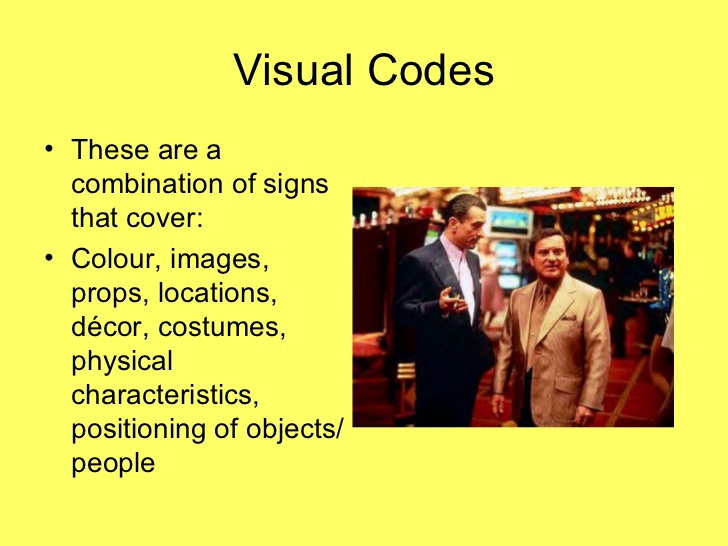 Visual Codes
• These are a
combination of signs
that cover:
• Colour, images,
props, locations,
décor, costumes,
physical
characteristics,
positioning of objects/
people